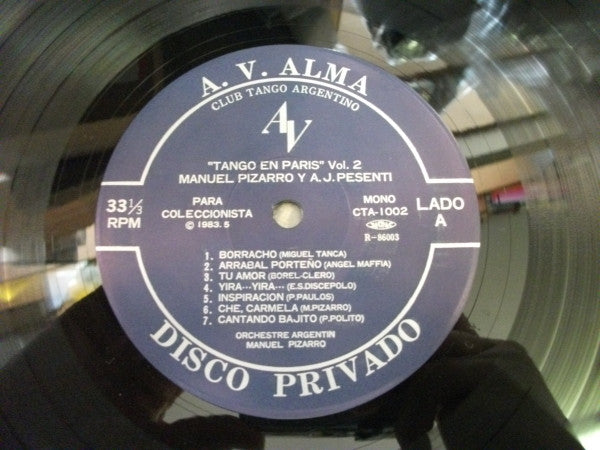 A. V. ALMA
CLUB TANGO ARGENTINO
AV
"TANGO EN PARIS" Vol. 2
MANUEL PIZARRO Y A.J. PESENTI
33 1/3 RPM
PARA COLECCIONISTA
© 1983. 5
MONO
CTA-1002
R-86003
LADO A
1. BORRACHO (MIGUEL TANCA)
2. ARRABAL PORTEÑO (ANGEL MAFFIA)
3. TU AMOR (BOREL-CLERO)
4. YIRA---YIRA--- (E.S.DISCEPOLO)
5. INSPIRACION (P.PAULOS)
6. CHE, CARMELA (M.PIZARRO)
7. CANTANDO BAJITO (P.POLITO)
ORCHESTRE ARGENTIN
MANUEL PIZARRO
DISCO PRIVADO